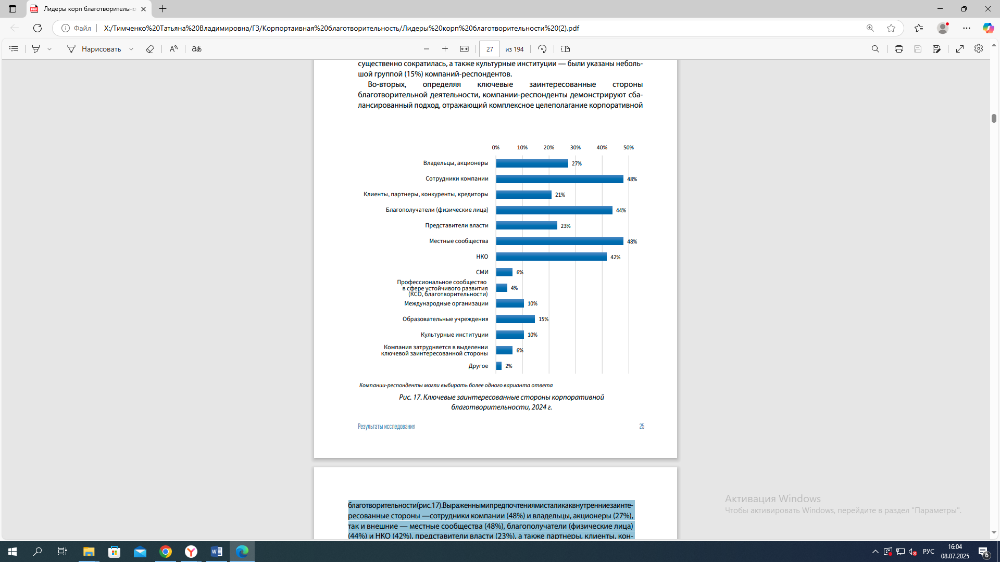 Лидеры корп благотворительно
Файл
X:/Тимченко%20Татьяна%20Владимировна/ГЗ/Корпортаивная%20благотворительность/Лидеры%20корп%20благотворительности%20(2).pdf
Нарисовать
27
из 194
существенно сократилась, а также культурные институции — были указаны неболь-
шой группой (15%) компаний-респондентов.
Во-вторых, определяя ключевые заинтересованные стороны
благотворительной деятельности, компании-респонденты демонстрируют сба-
лансированный подход, отражающий комплексное целеполагание корпоративной
0% 10% 20% 30% 40% 50%
Владельцы, акционеры 27%
Сотрудники компании 48%
Клиенты, партнеры, конкуренты, кредиторы 21%
Благополучатели (физические лица) 44%
Представители власти 23%
Местные сообщества 48%
НКО 42%
СМИ 6%
Профессиональное сообщество
в сфере устойчивого развития 4%
(КСО, благотворительности)
Международные организации 10%
Образовательные учреждения 15%
Культурные институции 10%
Компания затрудняется в выделении
ключевой заинтересованной стороны 6%
Другое 2%
Компании-респонденты могли выбирать более одного варианта ответа
Рис. 17. Ключевые заинтересованные стороны корпоративной
благотворительности, 2024 г.
Результаты исследования 25
благотворительности(рис.17).Выраженнымипредпочтениямисталикаквнутренниезаинте-
ресованные стороны —сотрудники компании (48%) и владельцы, акционеры (27%),
так и внешние — местные сообщества (48%), благополучатели (физические лица)
(44%) и НКО (42%), представители власти (23%), а также партнеры, клиенты, кон-
Активация Windows
Чтобы активировать Windows, перейдите в раздел "Параметры".
РУС
16:04
08.07.2025
6